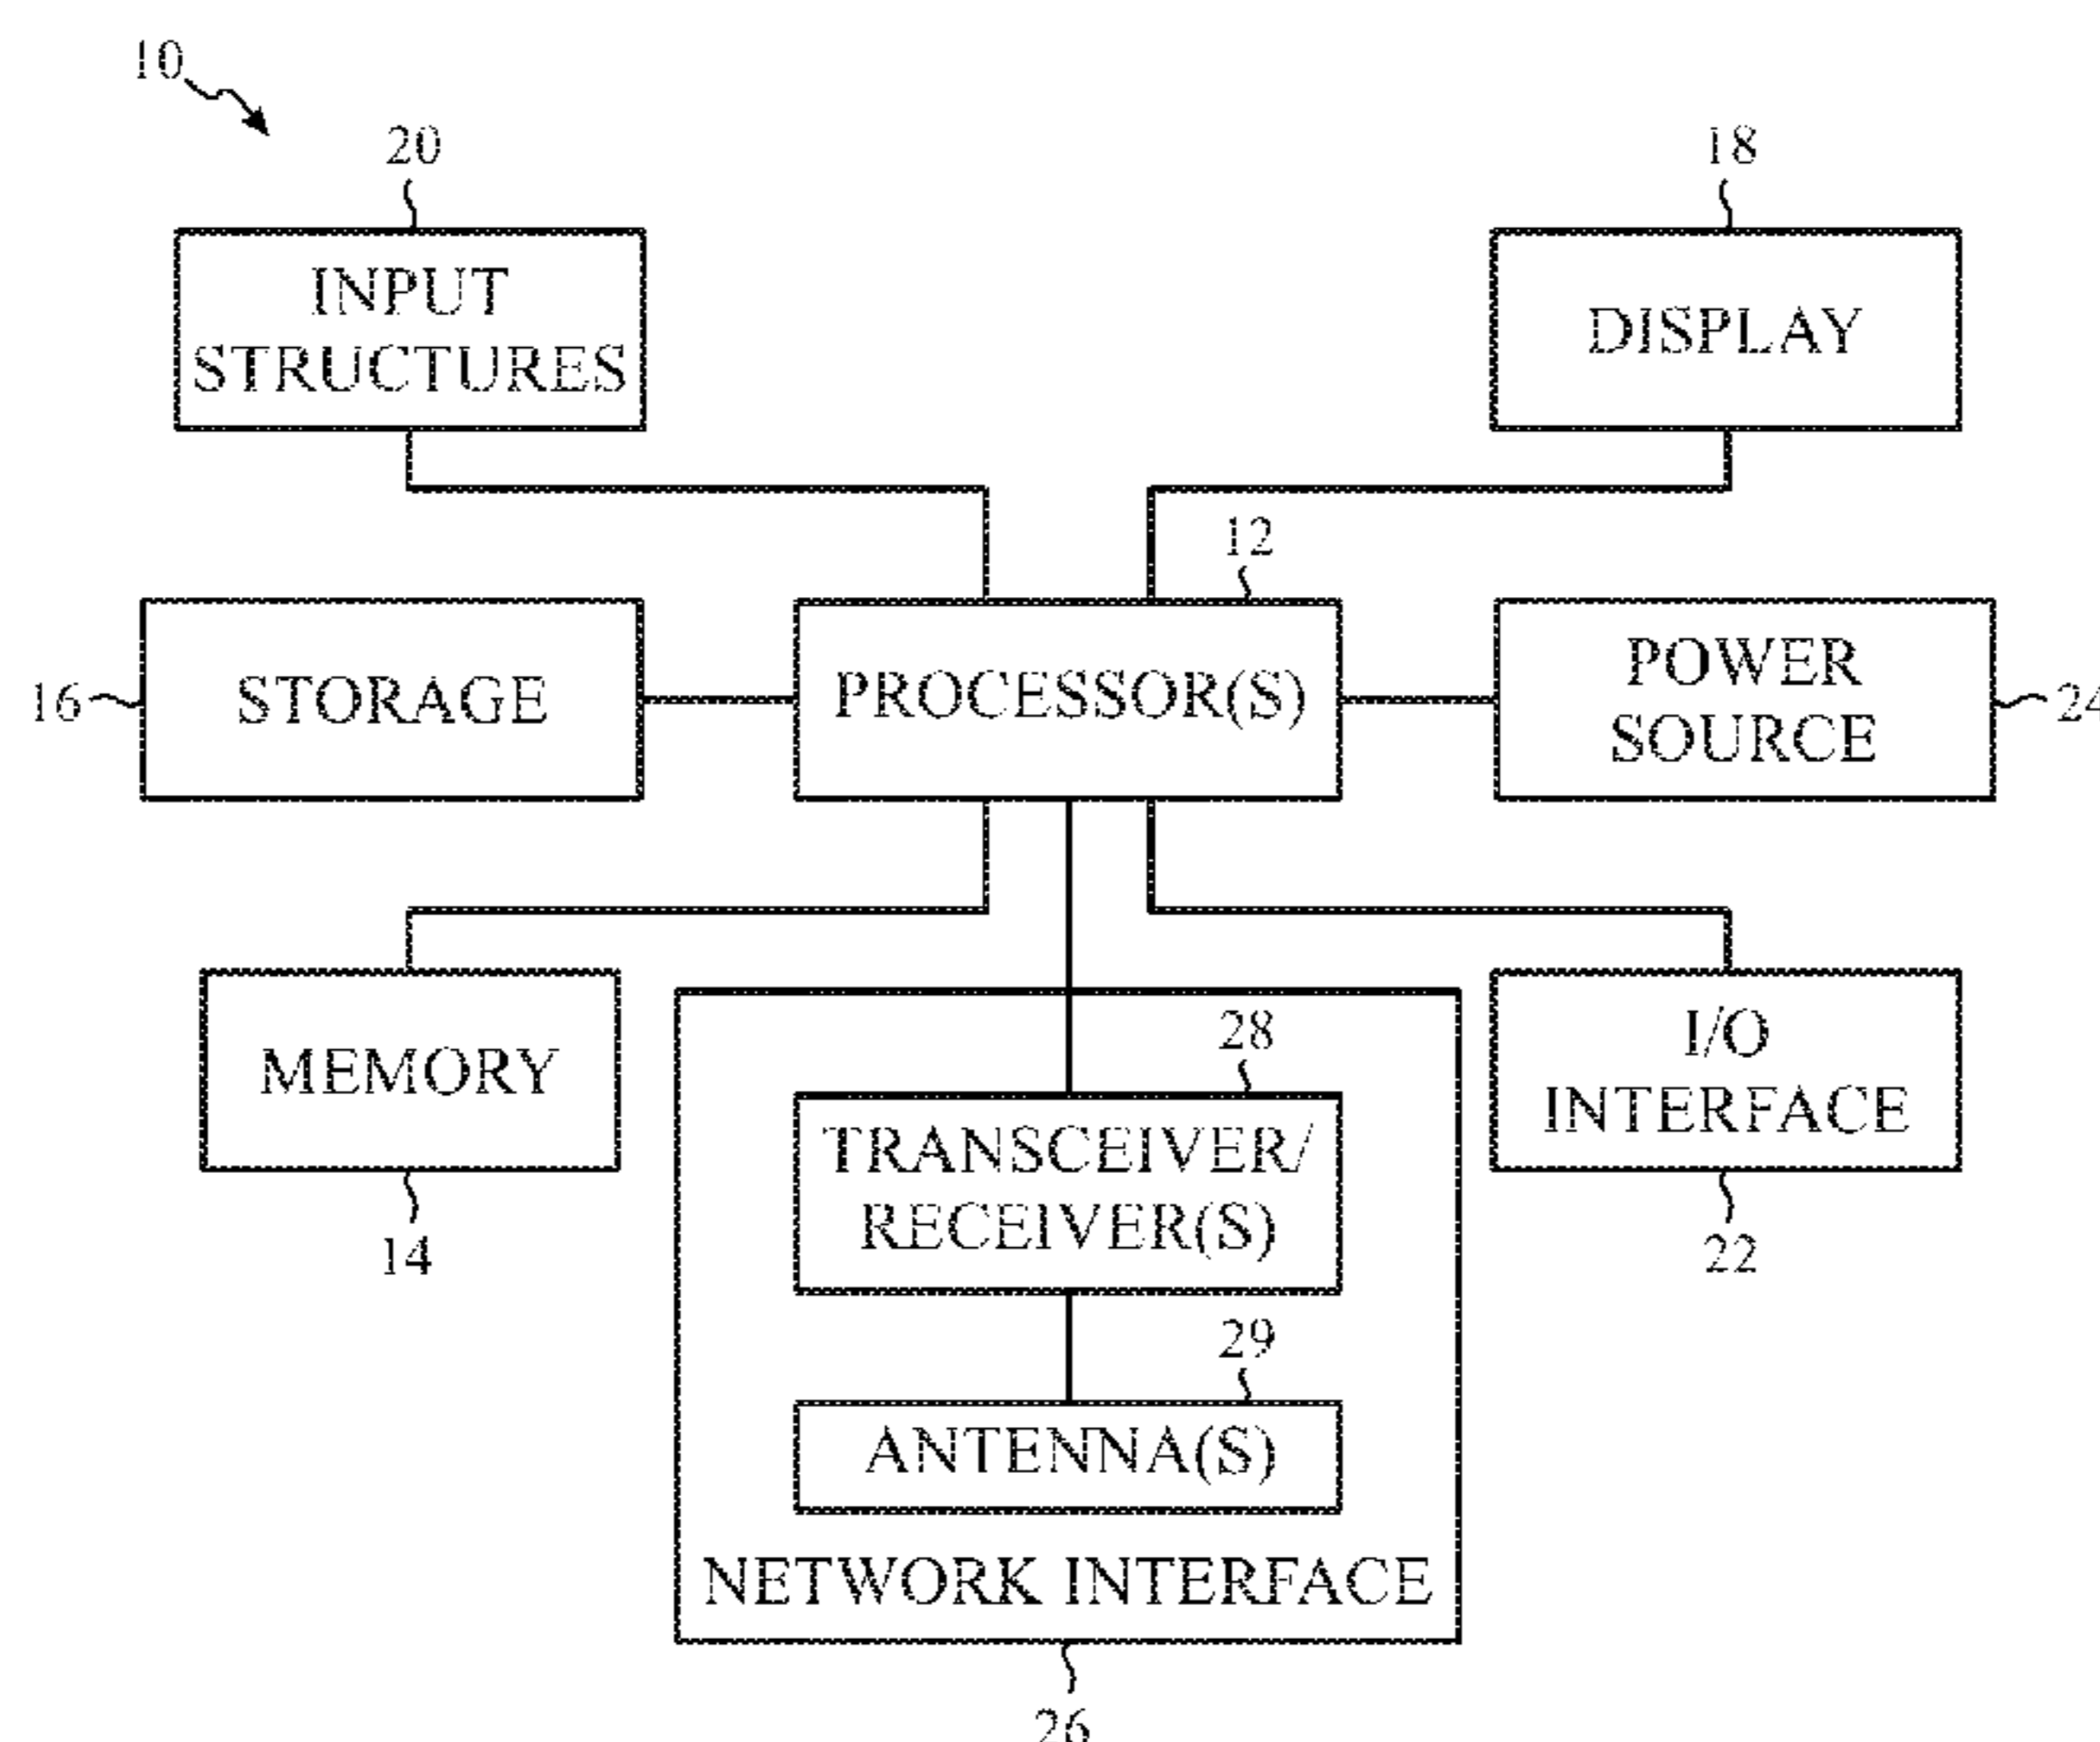 10
20
18
INPUT
STRUCTURES
DISPLAY
12
16
STORAGE
PROCESSOR(S)
POWER
SOURCE
24
MEMORY
14
28
TRANSCEIVER/
RECEIVER(S)
29
ANTENNA(S)
NETWORK INTERFACE
26
I/O
INTERFACE
22